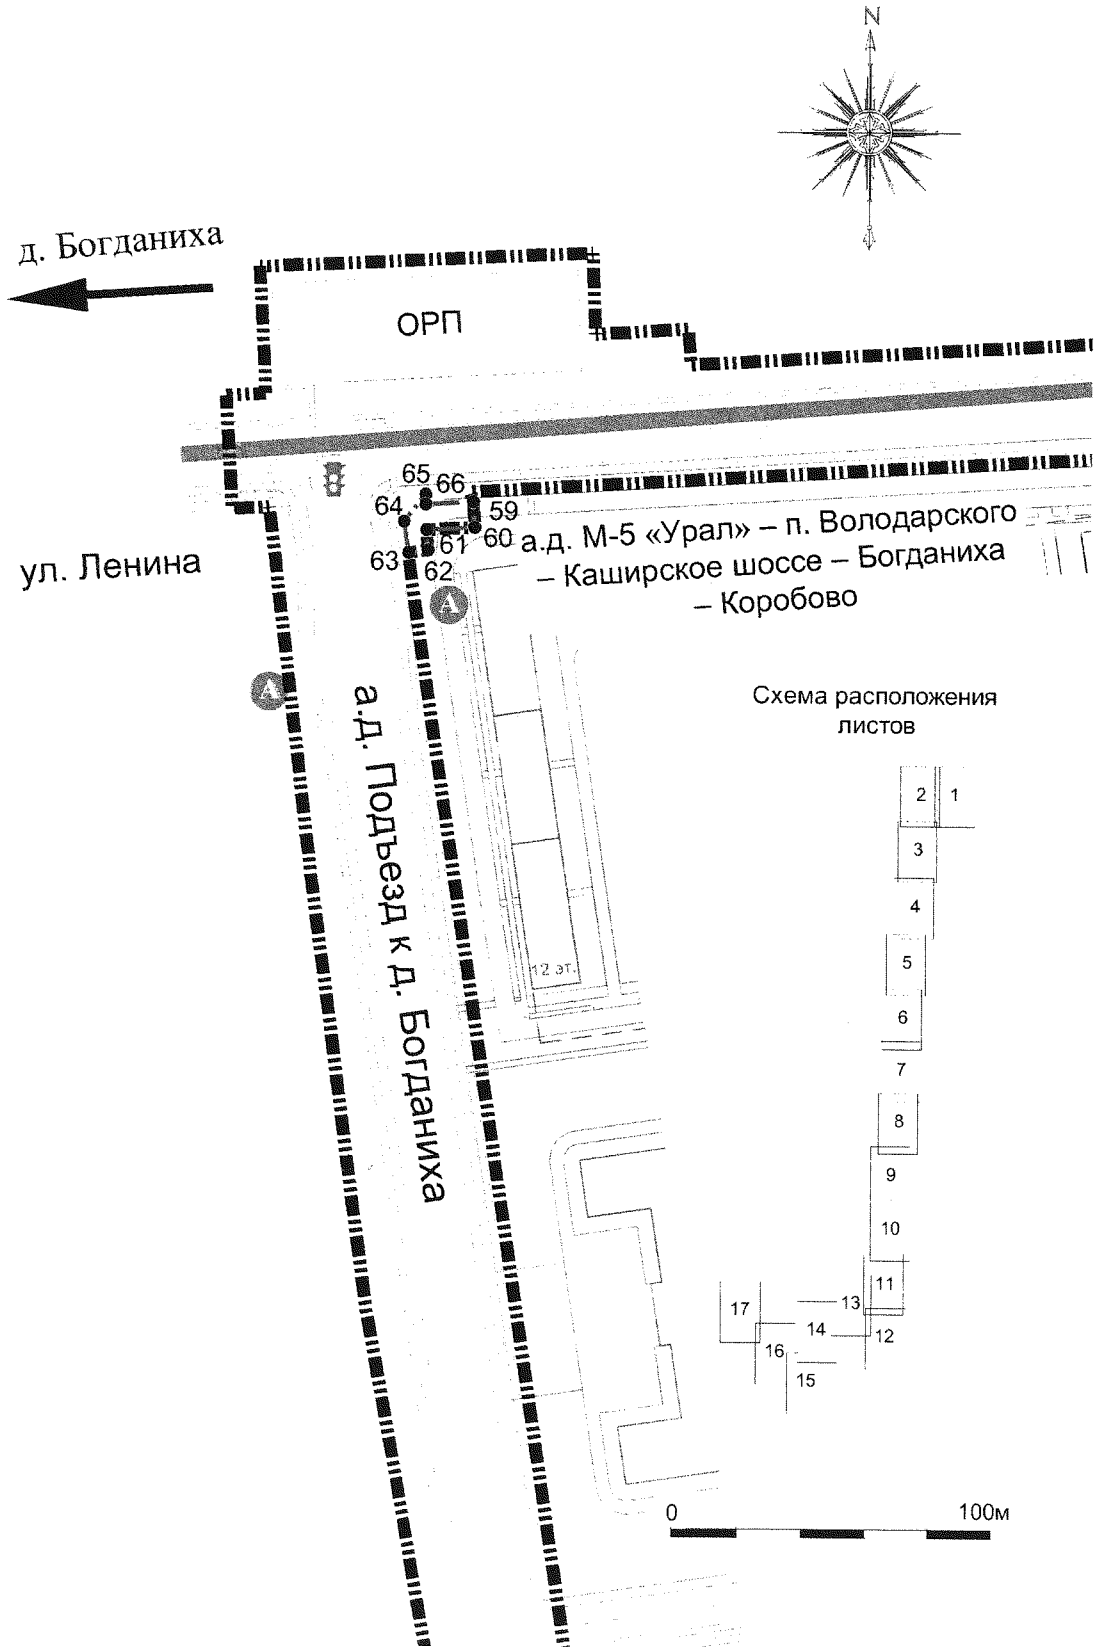 N
д. Богданиха
ОРП
65
66
64
59
60
61
63
62
ул. Ленина
а.д. М-5 «Урал» – п. Володарского
– Каширское шоссе – Богданиха
– Коробово
А
А
а.д. Подъезд к д. Богданиха
12 эт.
Схема расположения
листов
2
1
3
4
5
6
7
8
9
10
11
17
13
14
12
16
15
0
100м